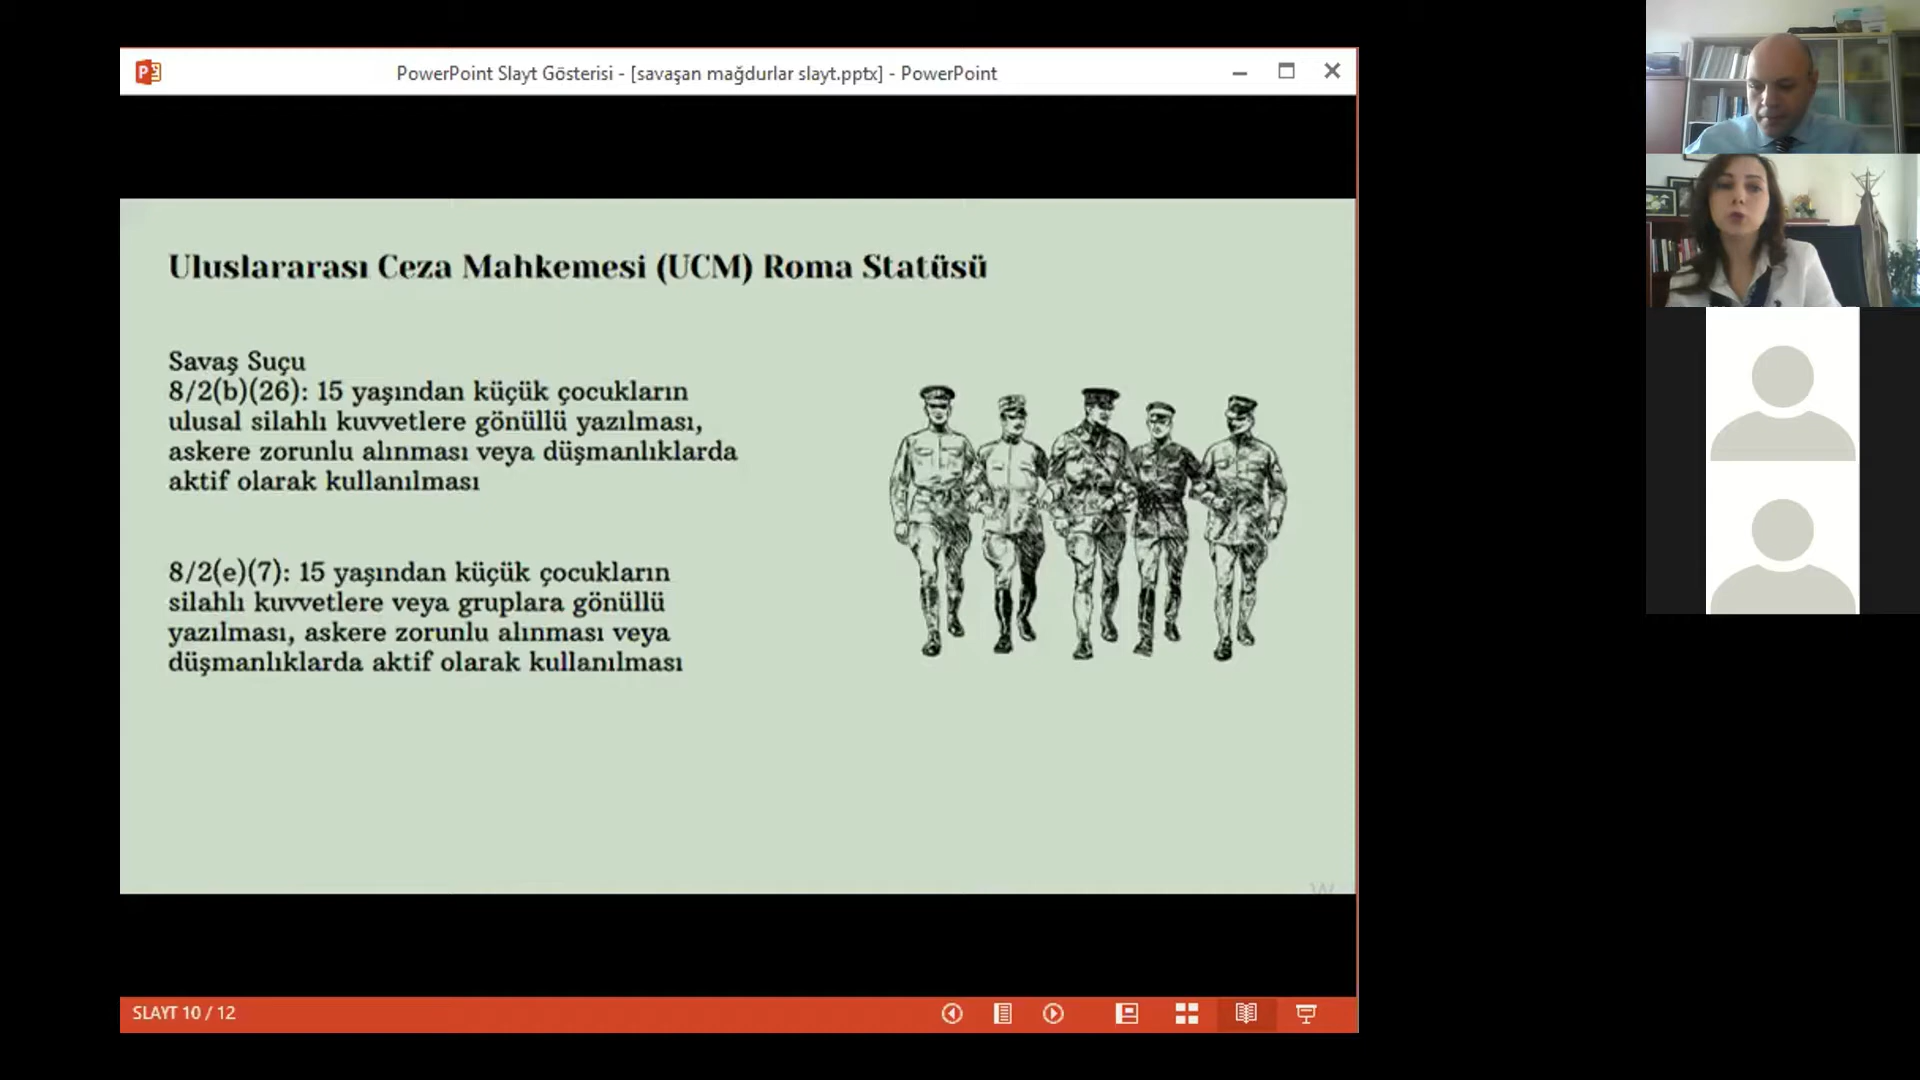 PowerPoint Slayt Gösterisi - [savaşan mağdurlar slayt.pptx] - PowerPoint
Uluslararası Ceza Mahkemesi (UCM) Roma Statüsü
Savaş Suçu
8/2(b)(26): 15 yaşından küçük çocukların
ulusal silahlı kuvvetlere gönüllü yazılması,
askere zorunlu alınması veya düşmanlıklarda
aktif olarak kullanılması
8/2(e)(7): 15 yaşından küçük çocukların
silahlı kuvvetlere veya gruplara gönüllü
yazılması, askere zorunlu alınması veya
düşmanlıklarda aktif olarak kullanılması
SLAYT 10 / 12